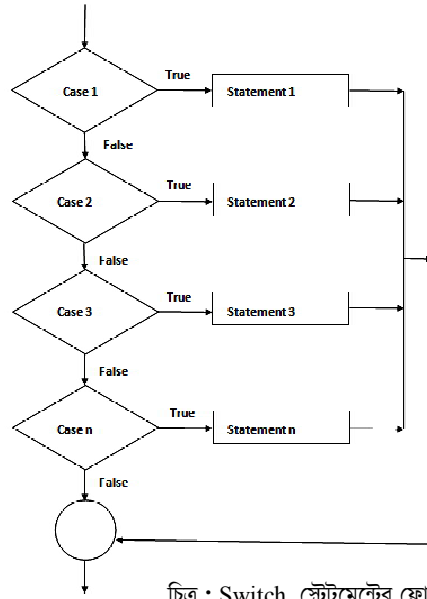 True
Case 1 Statement 1
False
True
Case 2 Statement 2
False
True
Case 3 Statement 3
False
True
Case n Statement n
False
চিত্র : Switch স্টেটমেন্টের ফ্লো